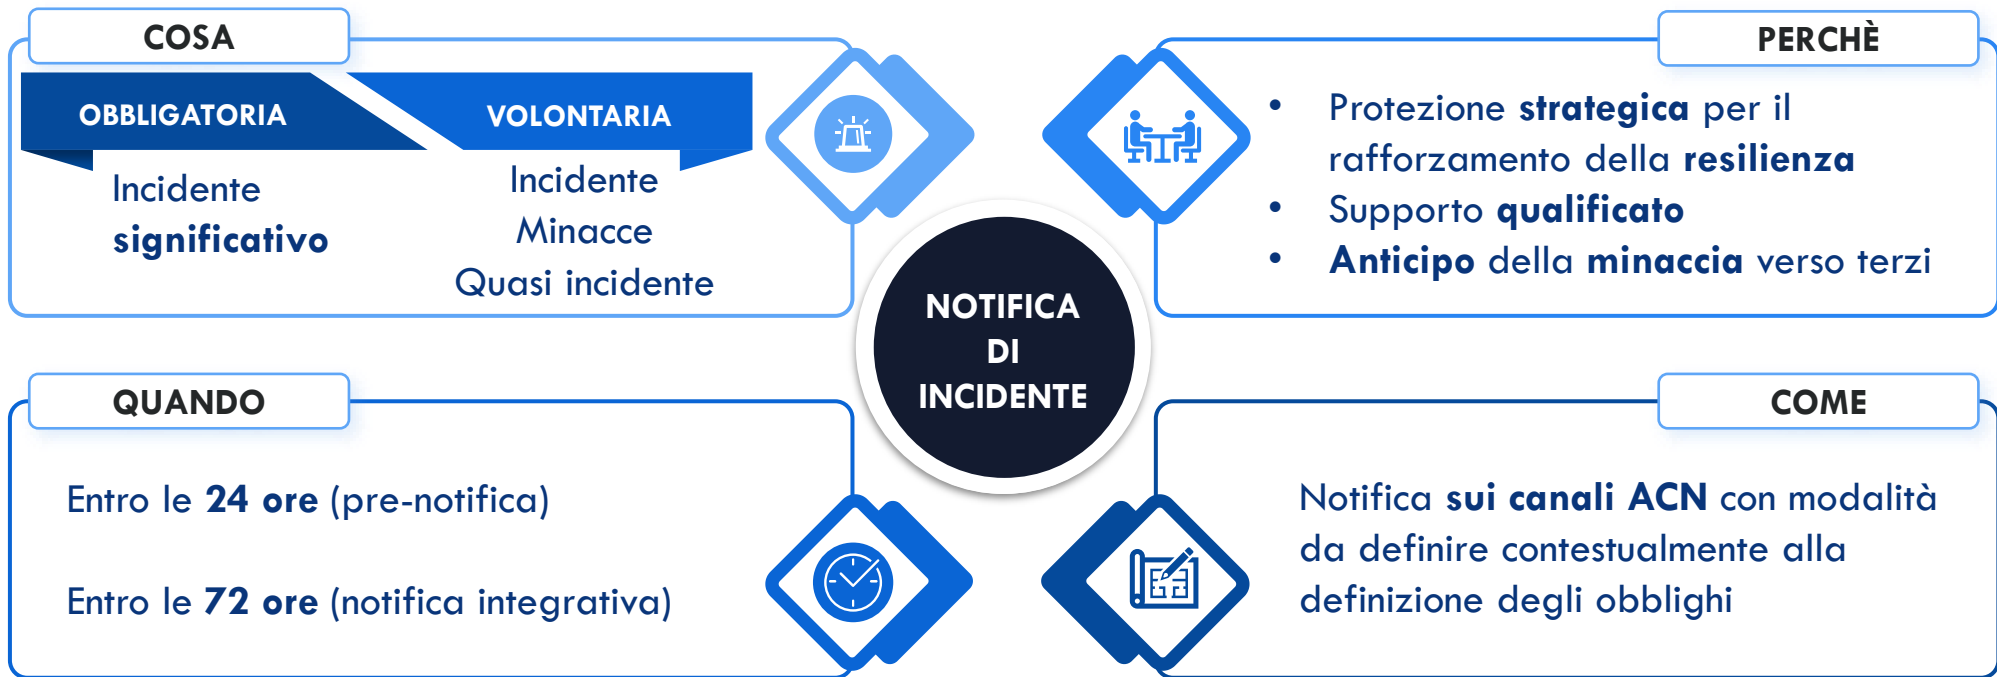 COSA
OBBLIGATORIA
VOLONTARIA
Incidente
significativo
Incidente
Minacce
Quasi incidente
PERCHÈ
• Protezione strategica per il
rafforzamento della resilienza
• Supporto qualificato
• Anticipo della minaccia verso terzi
NOTIFICA
DI
INCIDENTE
QUANDO
Entro le 24 ore (pre-notifica)
Entro le 72 ore (notifica integrativa)
COME
Notifica sui canali ACN con modalità
da definire contestualmente alla
definizione degli obblighi